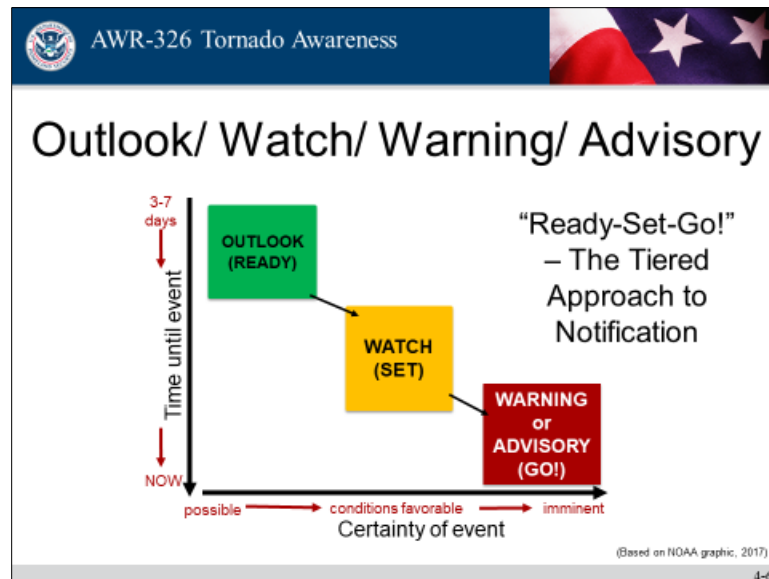 AWR-326 Tornado Awareness
Outlook/ Watch/ Warning/ Advisory
3-7
days
Time until event
NOW
OUTLOOK
(READY)
WATCH
(SET)
WARNING
or
ADVISORY
(GO!)
possible
conditions favorable
imminent
Certainty of event
“Ready-Set-Go!”
– The Tiered
Approach to
Notification
(Based on NOAA graphic, 2017)